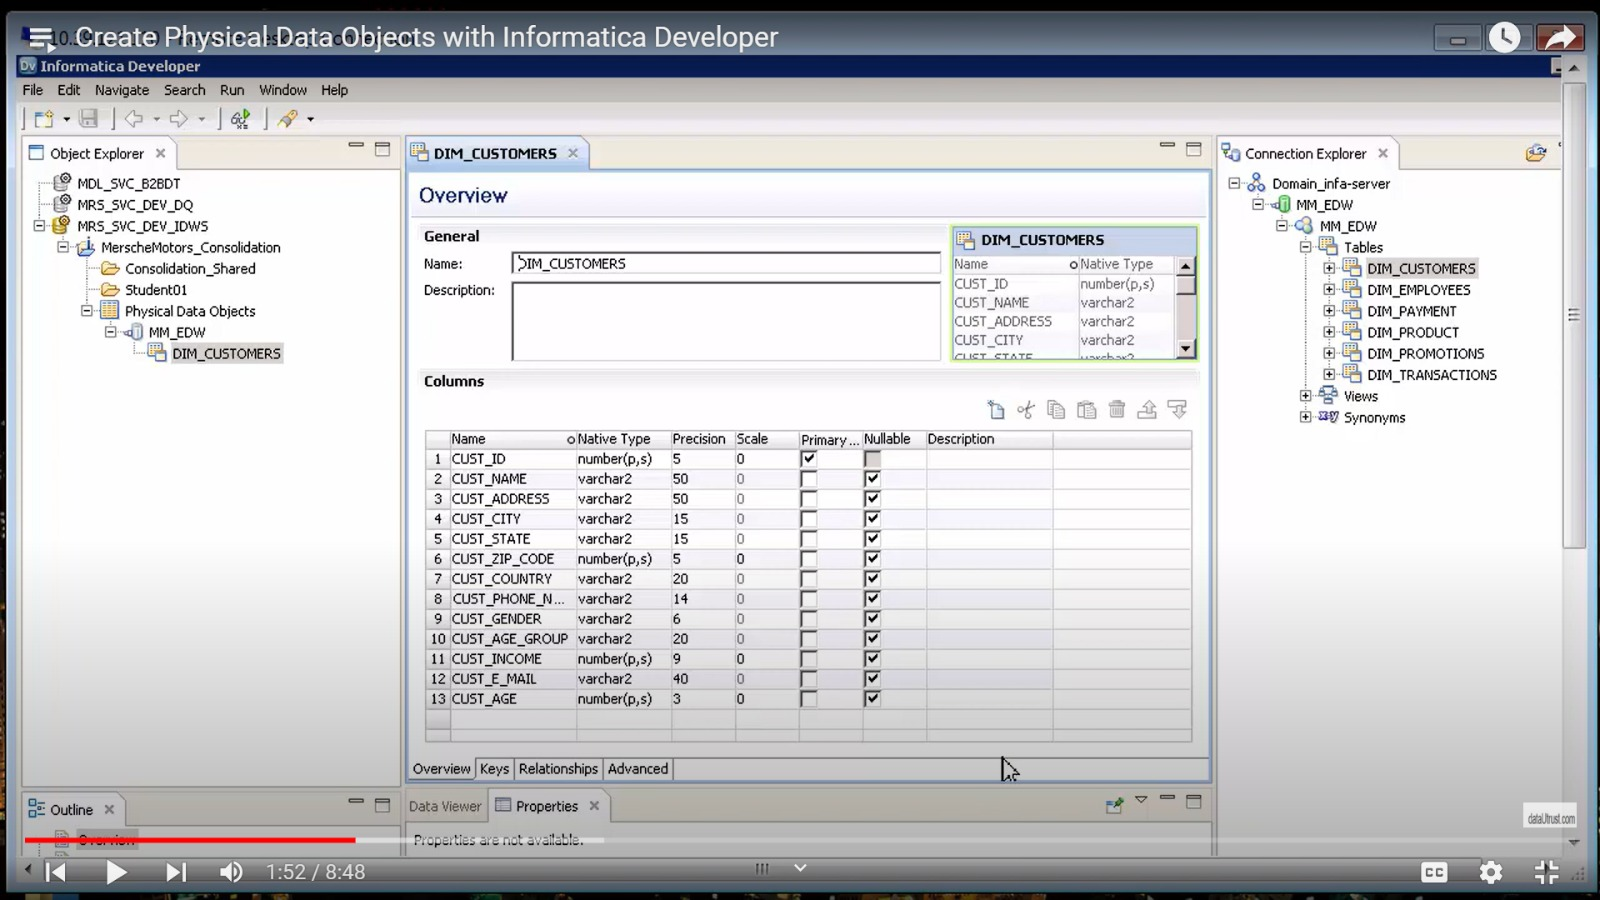 Create Physical Data Objects with Informatica Developer
Informatica Developer
File Edit Navigate Search Run Window Help
Object Explorer
MDL_SVC_B2BDT
MRS_SVC_DEV_DQ
MRS_SVC_DEV_IDWS
MerscheMotors_Consolidation
Consolidation_Shared
Student01
Physical Data Objects
MM_EDW
DIM_CUSTOMERS
DIM_CUSTOMERS
Overview
General
Name: DIM_CUSTOMERS
Description:
DIM_CUSTOMERS
Name Native Type
CUST_ID number(p,s)
CUST_NAME varchar2
CUST_ADDRESS varchar2
CUST_CITY varchar2
CUST_STATE varchar2
Columns
Name Native Type Precision Scale Primary ... Nullable Description
1 CUST_ID number(p,s) 5 0
2 CUST_NAME varchar2 50 0
3 CUST_ADDRESS varchar2 50 0
4 CUST_CITY varchar2 15 0
5 CUST_STATE varchar2 15 0
6 CUST_ZIP_CODE number(p,s) 5 0
7 CUST_COUNTRY varchar2 20 0
8 CUST_PHONE_N... varchar2 14 0
9 CUST_GENDER varchar2 6 0
10 CUST_AGE_GROUP varchar2 20 0
11 CUST_INCOME number(p,s) 9 0
12 CUST_E_MAIL varchar2 40 0
13 CUST_AGE number(p,s) 3 0
Overview Keys Relationships Advanced
Connection Explorer
Domain_infa-server
MM_EDW
MM_EDW
Tables
DIM_CUSTOMERS
DIM_EMPLOYEES
DIM_PAYMENT
DIM_PRODUCT
DIM_PROMOTIONS
DIM_TRANSACTIONS
Views
Synonyms
Outline
Overview
Data Viewer Properties
Properties are not available.
dataUtrust.com
1:52 / 8:48
CC